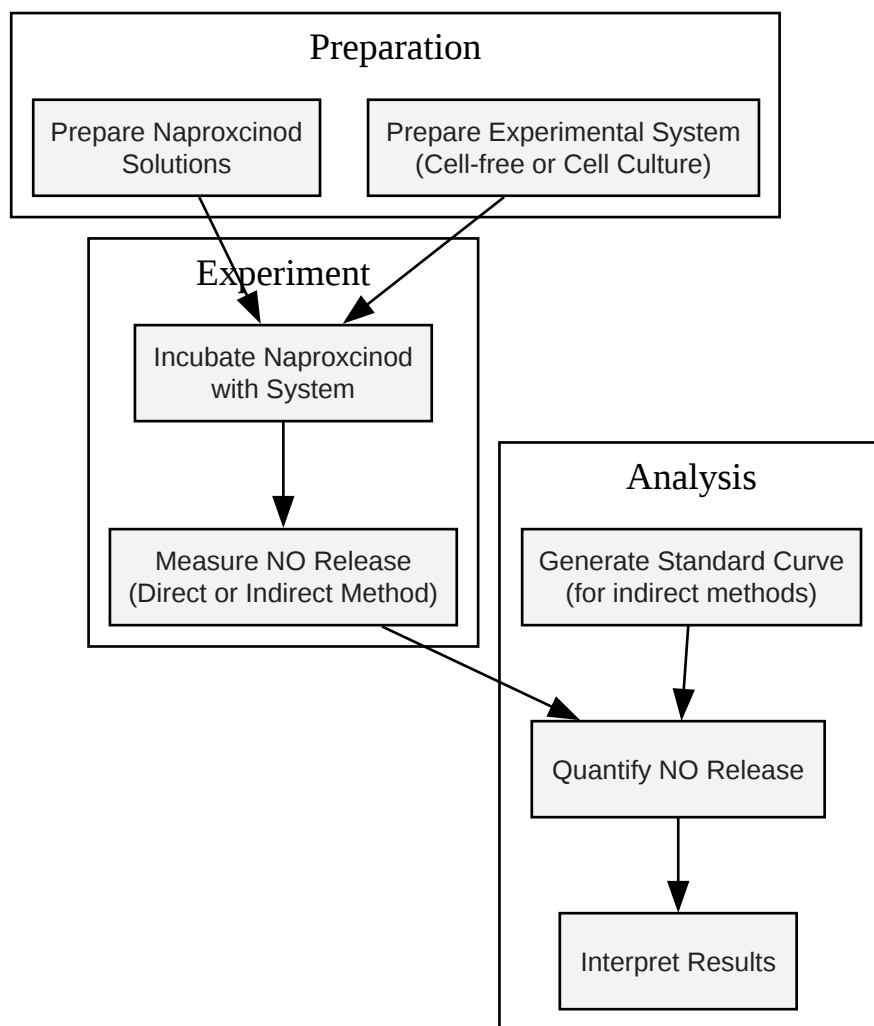 Preparation
Prepare Naproxcinod
Solutions
Prepare Experimental System
(Cell-free or Cell Culture)
Experiment
Incubate Naproxcinod
with System
Measure NO Release
(Direct or Indirect Method)
Analysis
Generate Standard Curve
(for indirect methods)
Quantify NO Release
Interpret Results